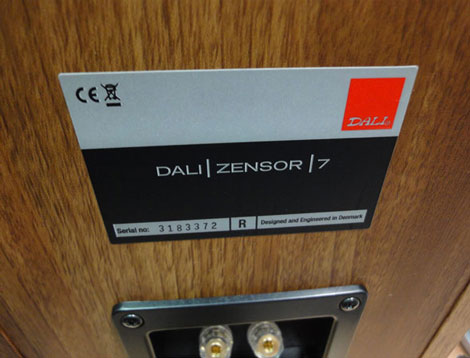 CE
DALI
DALI | ZENSOR | 7
Serial no: 3183372 R Designed and Engineered in Denmark